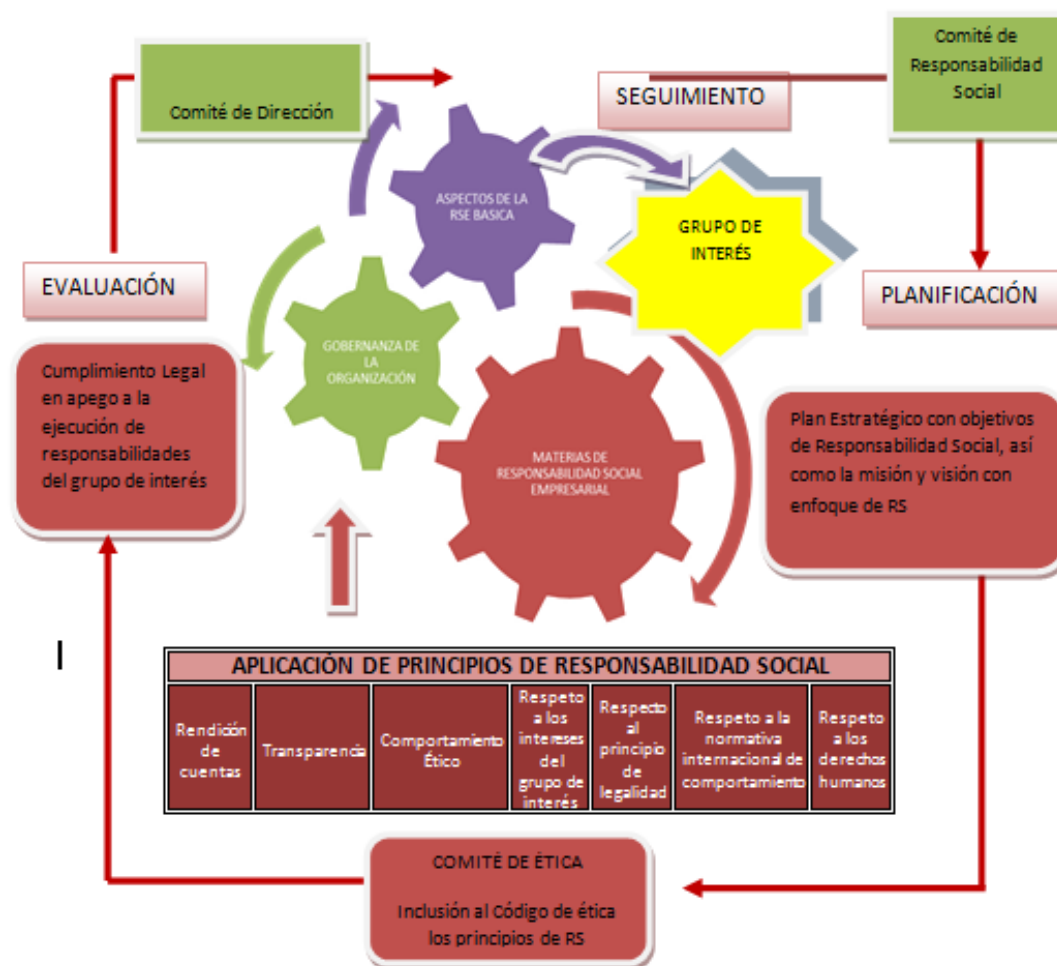 Comité de
Responsabilidad
Social
Comité de Dirección
SEGUIMIENTO
ASPECTOS DE LA
RSE BASICA
GRUPO DE
INTERÉS
EVALUACIÓN
PLANIFICACIÓN
GOBERNANZA DE
LA
ORGANIZACIÓN
Cumplimiento Legal
en apego a la
ejecución de
responsabilidades
del grupo de interés
MATERIAS DE
RESPONSABILIDAD SOCIAL
EMPRESARIAL
Plan Estratégico con objetivos
de Responsabilidad Social, así
como la misión y visión con
enfoque de RS
I
APLICACIÓN DE PRINCIPIOS DE RESPONSABILIDAD SOCIAL
Rendición
de
cuentas
Transparencia
Comportamiento
Ético
Respeto
a los
intereses
del
grupo de
interés
Respecto
al
principio
de
legalidad
Respeto a la
normativa
internacional de
comportamiento
Respeto
a los
derechos
humanos
COMITÉ DE ÉTICA
Inclusión al Código de ética
los principios de RS